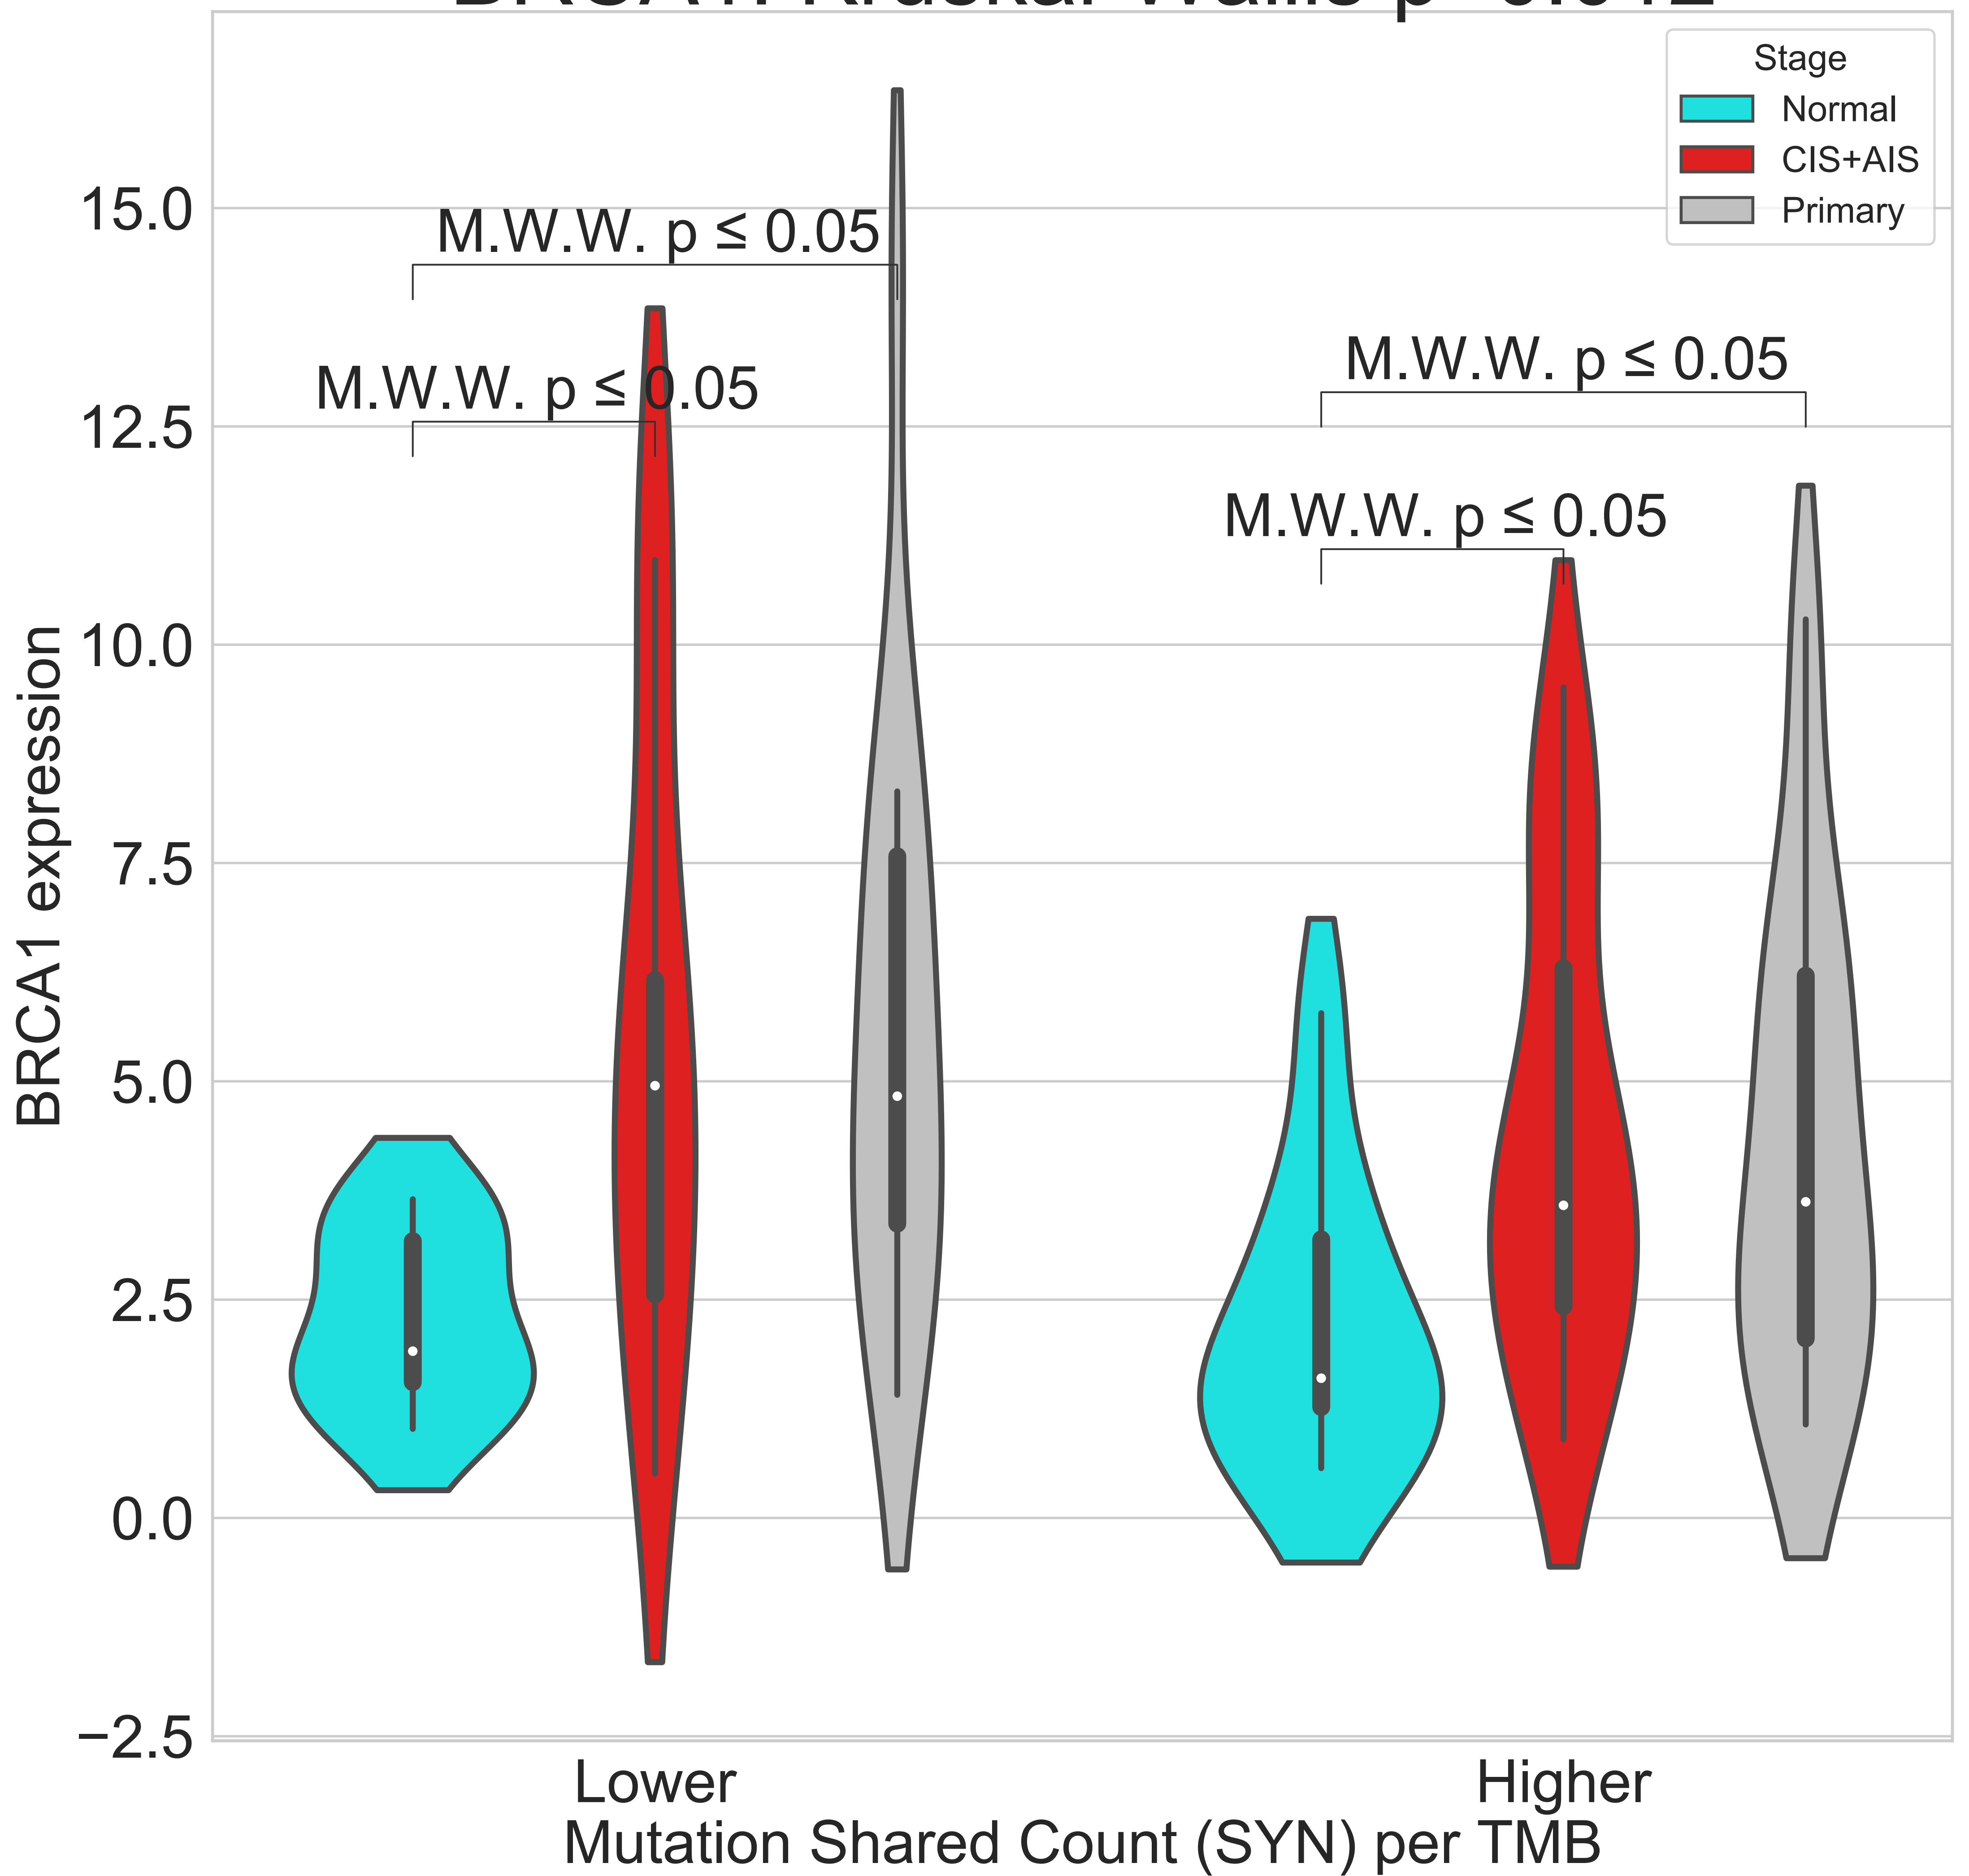 Stage
Normal
CIS+AIS
Primary
M.W.W. p ≤ 0.05
M.W.W. p ≤ 0.05
M.W.W. p ≤ 0.05
M.W.W. p ≤ 0.05
BRCA1 expression
15.0
12.5
10.0
7.5
5.0
2.5
0.0
−2.5
Lower Higher
Mutation Shared Count (SYN) per TMB